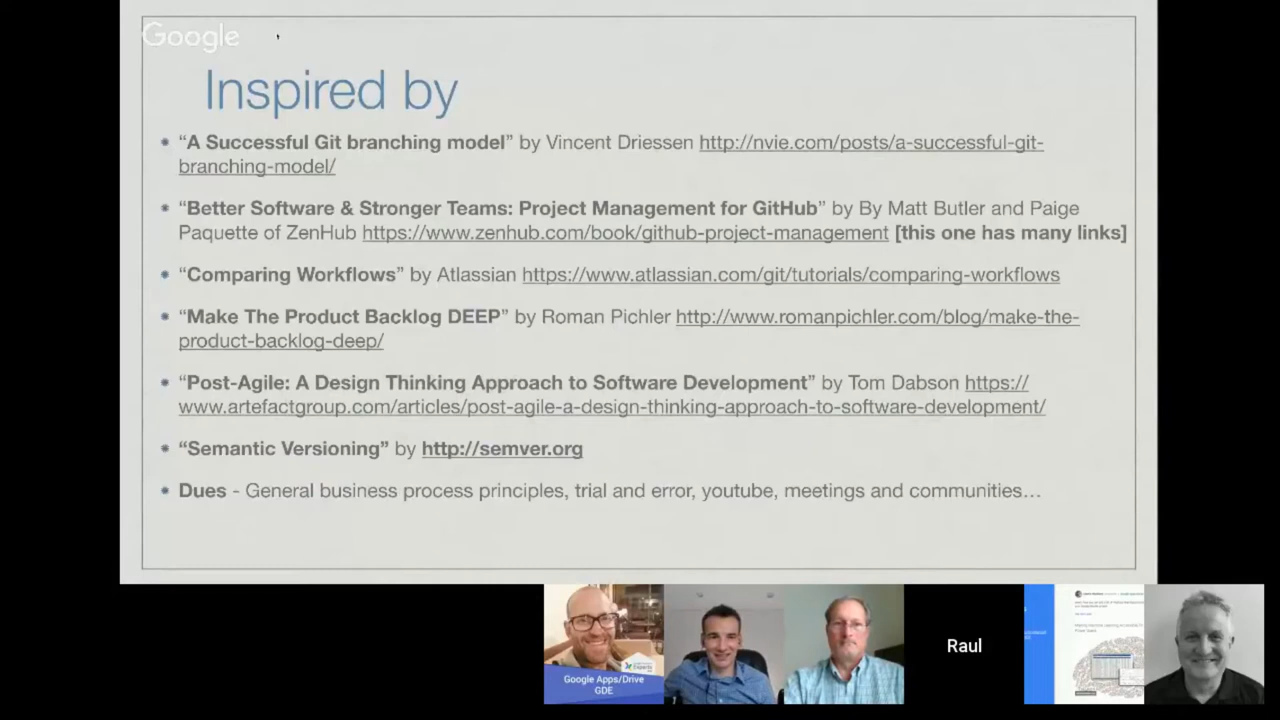 Google
Inspired by
“A Successful Git branching model” by Vincent Driessen http://nvie.com/posts/a-successful-git-
branching-model/
“Better Software & Stronger Teams: Project Management for GitHub” by By Matt Butler and Paige
Paquette of ZenHub https://www.zenhub.com/book/github-project-management [this one has many links]
“Comparing Workflows” by Atlassian https://www.atlassian.com/git/tutorials/comparing-workflows
“Make The Product Backlog DEEP” by Roman Pichler http://www.romanpichler.com/blog/make-the-
product-backlog-deep/
“Post-Agile: A Design Thinking Approach to Software Development” by Tom Dabson https://
www.artefactgroup.com/articles/post-agile-a-design-thinking-approach-to-software-development/
“Semantic Versioning” by http://semver.org
Dues - General business process principles, trial and error, youtube, meetings and communities…
Experts
Google Apps/Drive
GDE
Raul